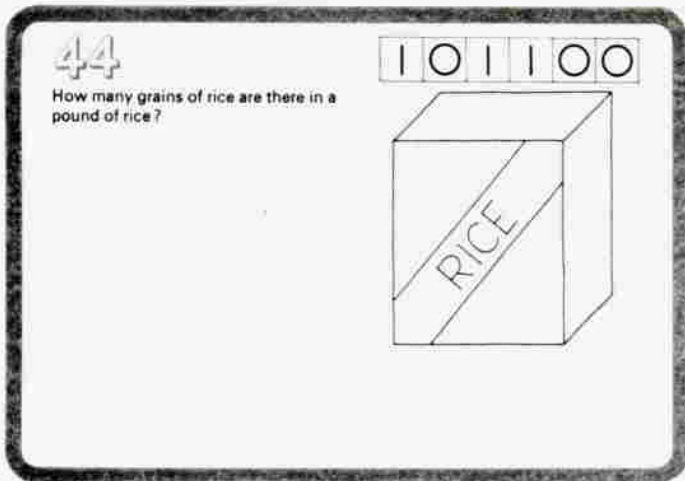 44
101100
How many grains of rice are there in a
pound of rice?
RICE